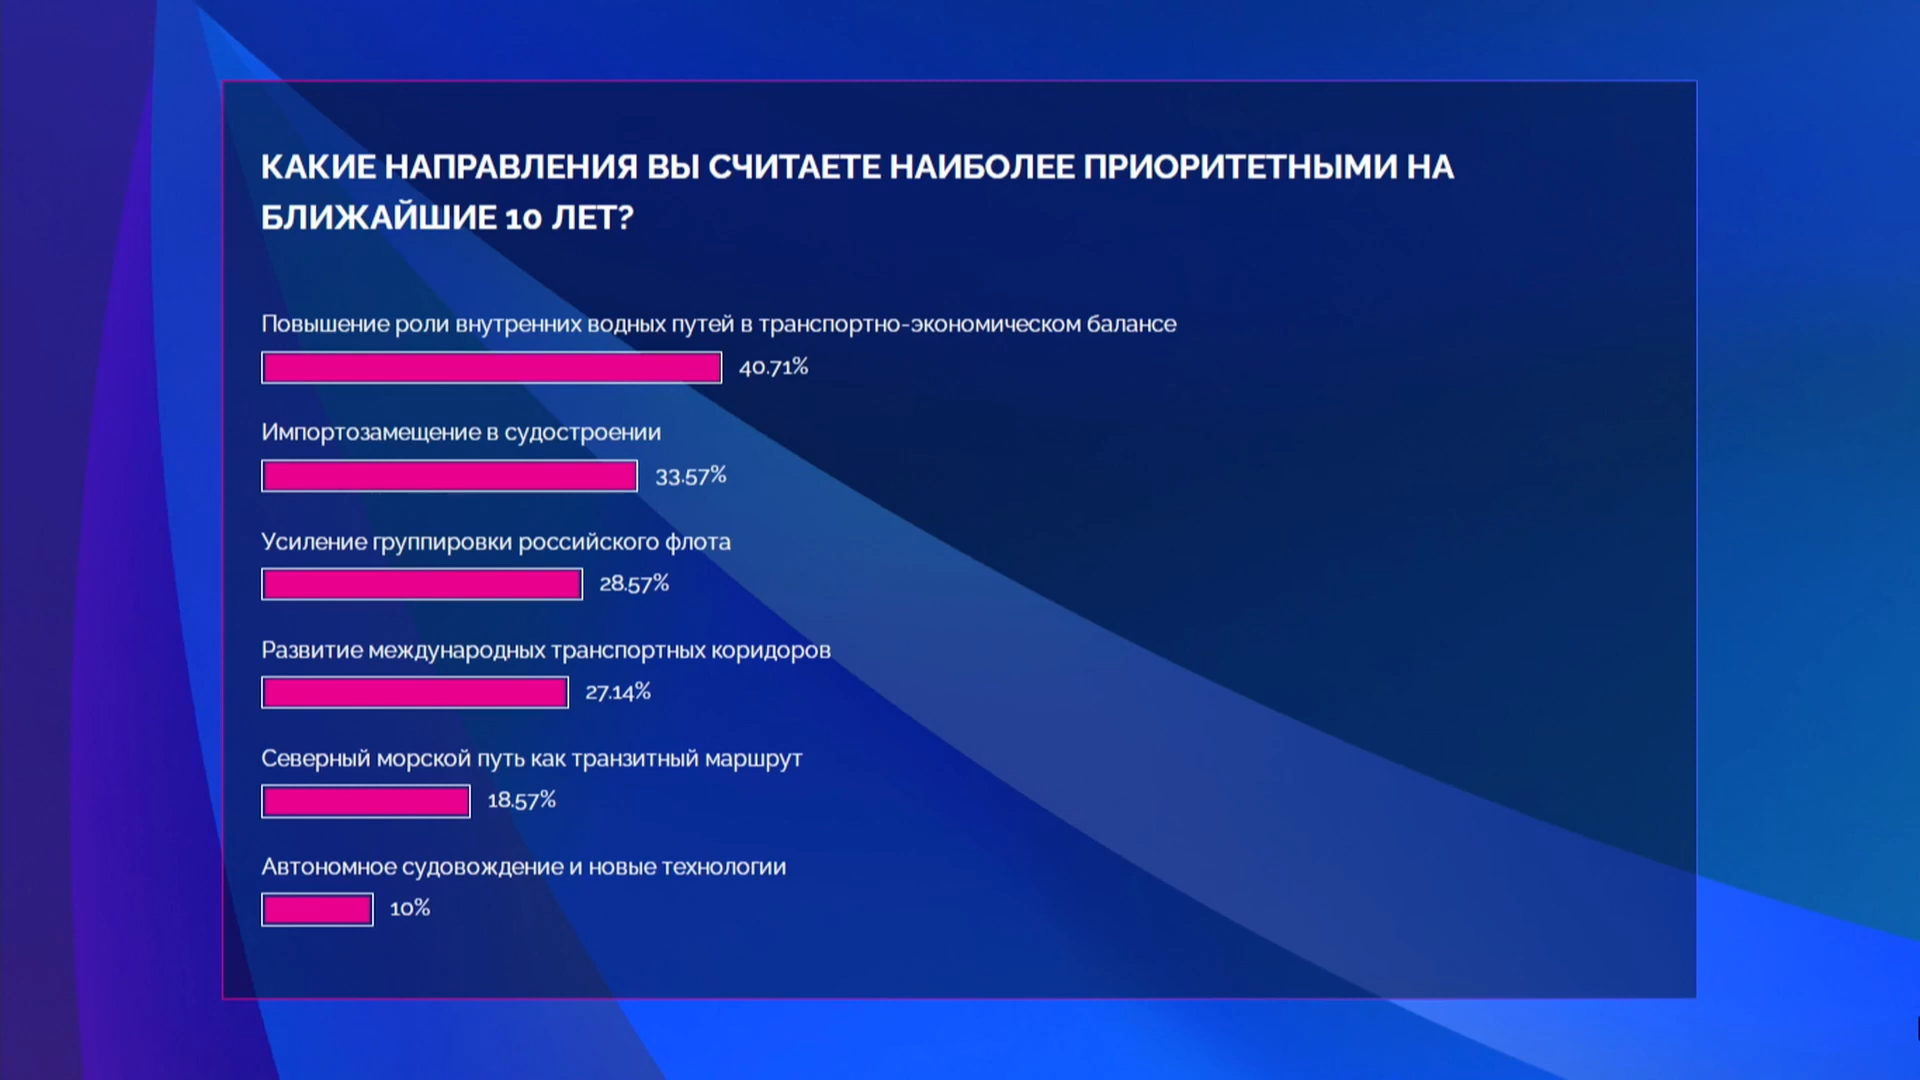 КАКИЕ НАПРАВЛЕНИЯ ВЫ СЧИТАЕТЕ НАИБОЛЕЕ ПРИОРИТЕТНЫМИ НА
БЛИЖАЙШИЕ 10 ЛЕТ?
Повышение роли внутренних водных путей в транспортно-экономическом балансе
40.71%
Импортозамещение в судостроении
33.57%
Усиление группировки российского флота
28.57%
Развитие международных транспортных коридоров
27.14%
Северный морской путь как транзитный маршрут
18.57%
Автономное судовождение и новые технологии
10%